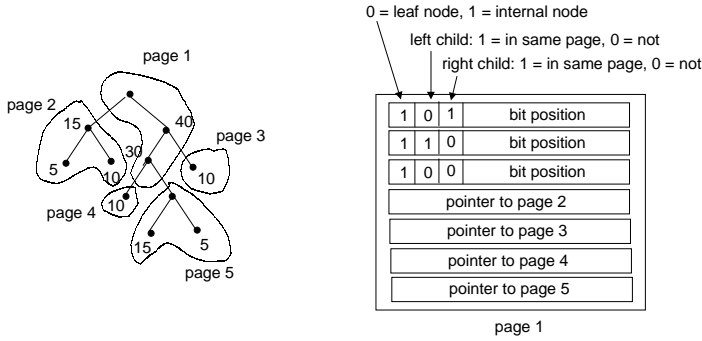 0 = leaf node, 1 = internal node
left child: 1 = in same page, 0 = not
right child: 1 = in same page, 0 = not
page 1
page 2
15
40
page 3
5
10
30
10
page 4
10
15
5
page 5
1 0 1 bit position
1 1 0 bit position
1 0 0 bit position
pointer to page 2
pointer to page 3
pointer to page 4
pointer to page 5
page 1